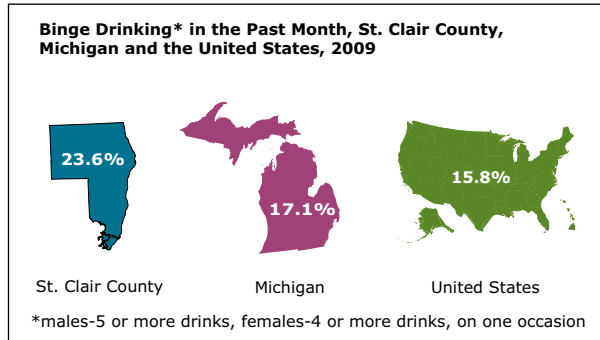 Binge Drinking* in the Past Month, St. Clair County,
Michigan and the United States, 2009
23.6%
17.1%
15.8%
St. Clair County
Michigan
United States
*males-5 or more drinks, females-4 or more drinks, on one occasion